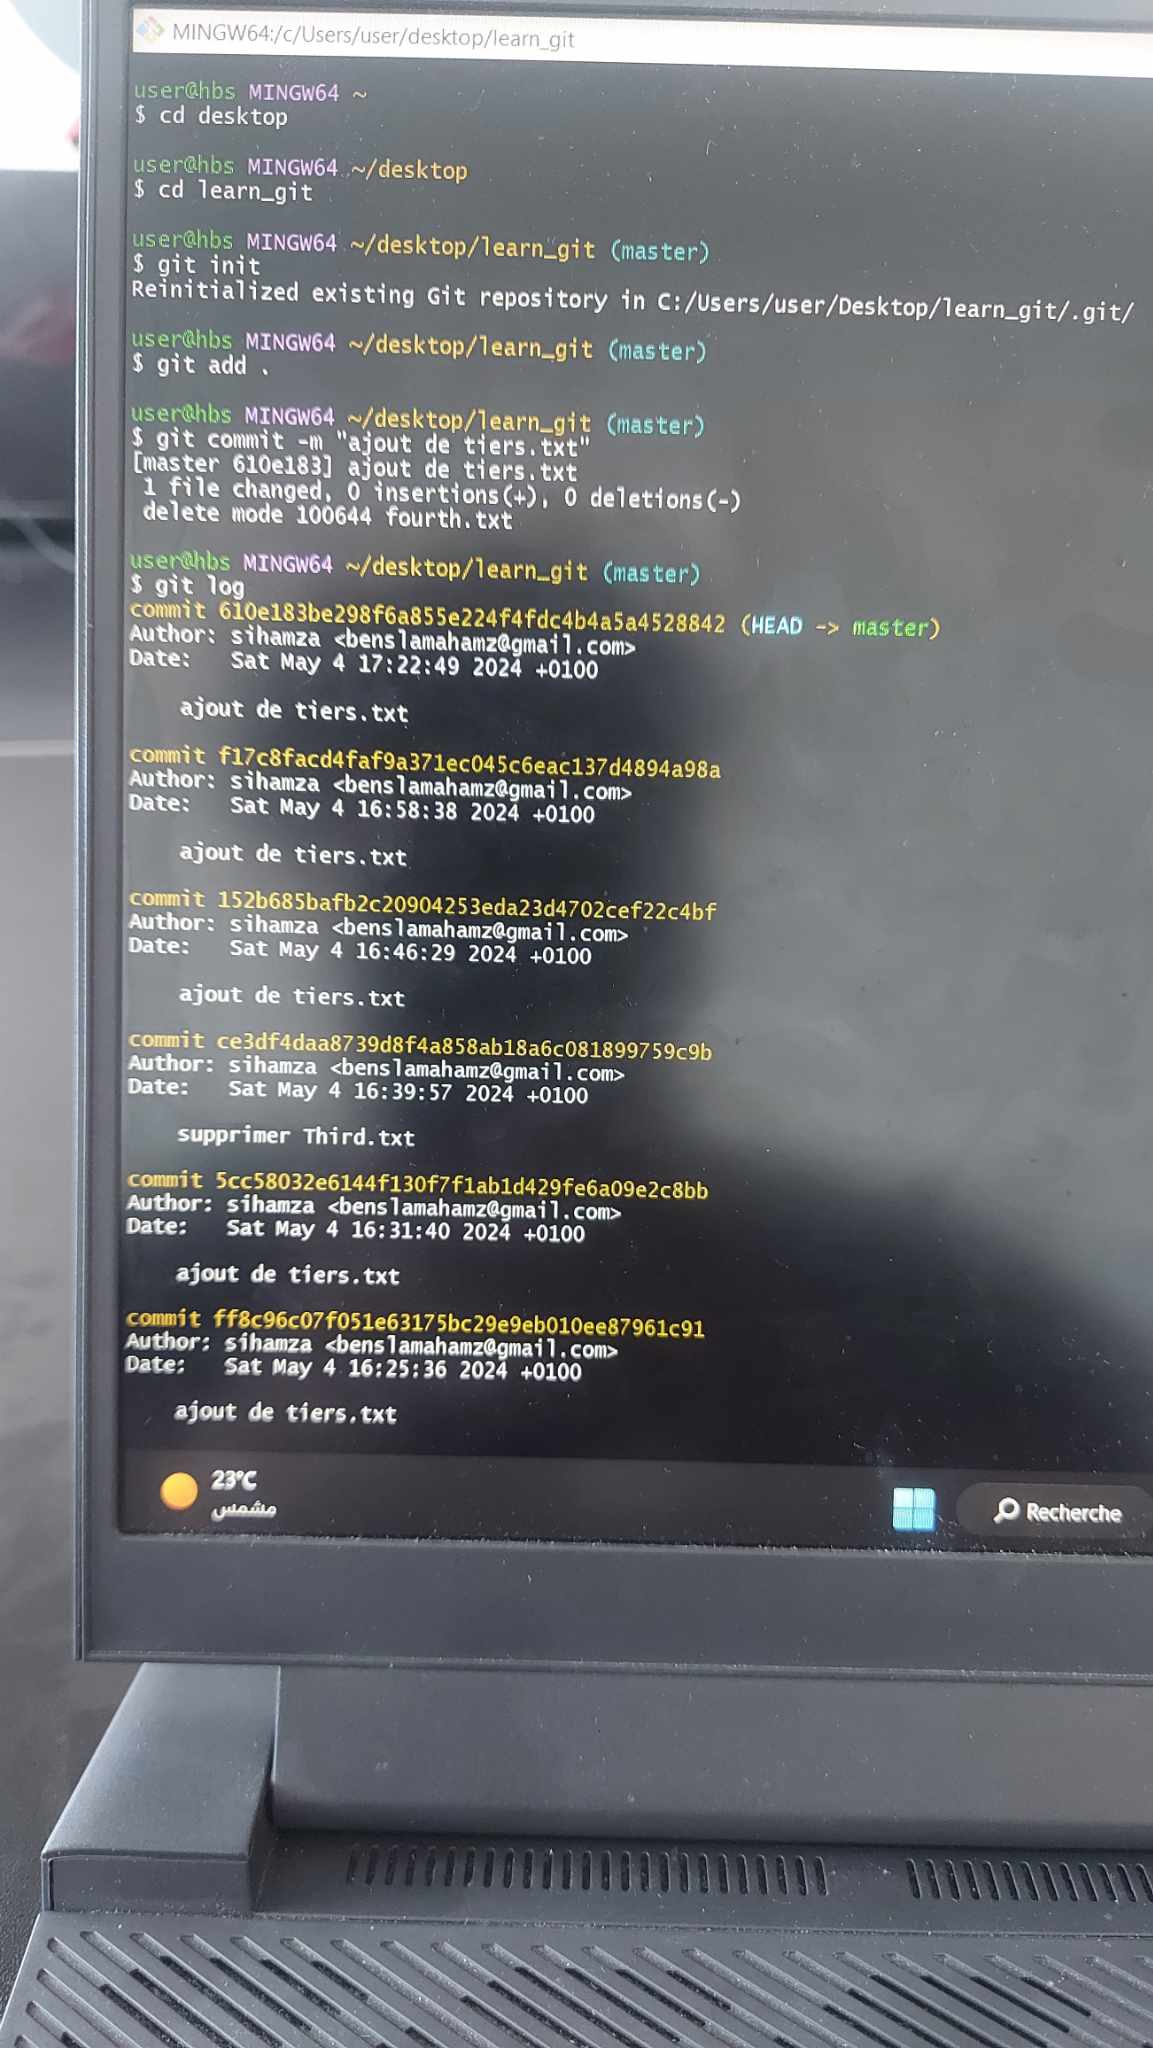 MINGW64:/c/Users/user/desktop/learn_git
user@hbs MINGW64 ~
$ cd desktop
user@hbs MINGW64 ~/desktop
$ cd learn_git
user@hbs MINGW64 ~/desktop/learn_git (master)
$ git init
Reinitialized existing Git repository in C:/Users/user/Desktop/learn_git/.git/
user@hbs MINGW64 ~/desktop/learn_git (master)
$ git add .
user@hbs MINGW64 ~/desktop/learn_git (master)
$ git commit -m "ajout de tiers.txt"
[master 610e183] ajout de tiers.txt
1 file changed, 0 insertions(+), 0 deletions(-)
delete mode 100644 fourth.txt
user@hbs MINGW64 ~/desktop/learn_git (master)
$ git log
commit 610e183be298f6a855e224f4fdc4b4a5a4528842 (HEAD -> master)
Author: sihamza <benslamahamz@gmail.com>
Date: Sat May 4 17:22:49 2024 +0100
ajout de tiers.txt
commit f17c8facd4faf9a371ec045c6eac137d4894a98a
Author: sihamza <benslamahamz@gmail.com>
Date: Sat May 4 16:58:38 2024 +0100
ajout de tiers.txt
commit 152b685bafb2c20904253eda23d4702cef22c4bf
Author: sihamza <benslamahamz@gmail.com>
Date: Sat May 4 16:46:29 2024 +0100
ajout de tiers.txt
commit ce3df4daa8739d8f4a858ab18a6c081899759c9b
Author: sihamza <benslamahamz@gmail.com>
Date: Sat May 4 16:39:57 2024 +0100
supprimer Third.txt
commit 5cc58032e6144f130f7f1ab1d429fe6a09e2c8bb
Author: sihamza <benslamahamz@gmail.com>
Date: Sat May 4 16:31:40 2024 +0100
ajout de tiers.txt
commit ff8c96c07f051e63175bc29e9eb010ee87961c91
Author: sihamza <benslamahamz@gmail.com>
Date: Sat May 4 16:25:36 2024 +0100
ajout de tiers.txt
23°C
مشمس
Recherche